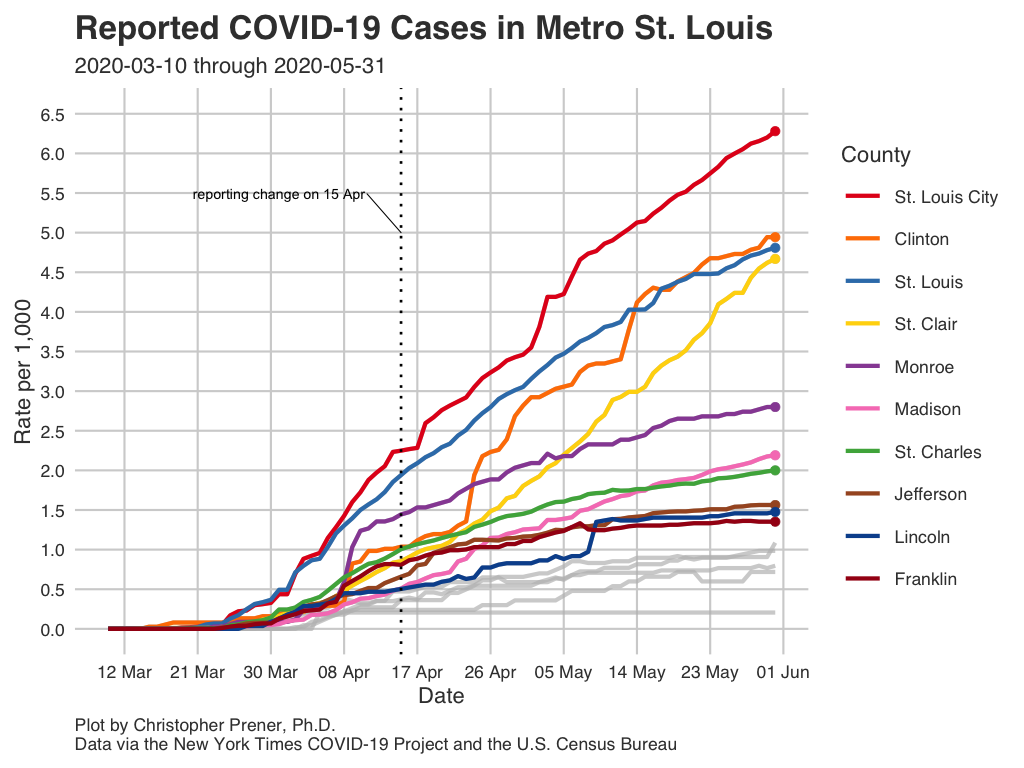 Reported COVID-19 Cases in Metro St. Louis
2020-03-10 through 2020-05-31
6.5
6.0
5.5
5.0
4.5
4.0
3.5
3.0
2.5
2.0
1.5
1.0
0.5
0.0
Rate per 1,000
reporting change on 15 Apr
12 Mar
21 Mar
30 Mar
08 Apr
17 Apr
26 Apr
05 May
14 May
23 May
01 Jun
Date
County
St. Louis City
Clinton
St. Louis
St. Clair
Monroe
Madison
St. Charles
Jefferson
Lincoln
Franklin
Plot by Christopher Prener, Ph.D.
Data via the New York Times COVID-19 Project and the U.S. Census Bureau